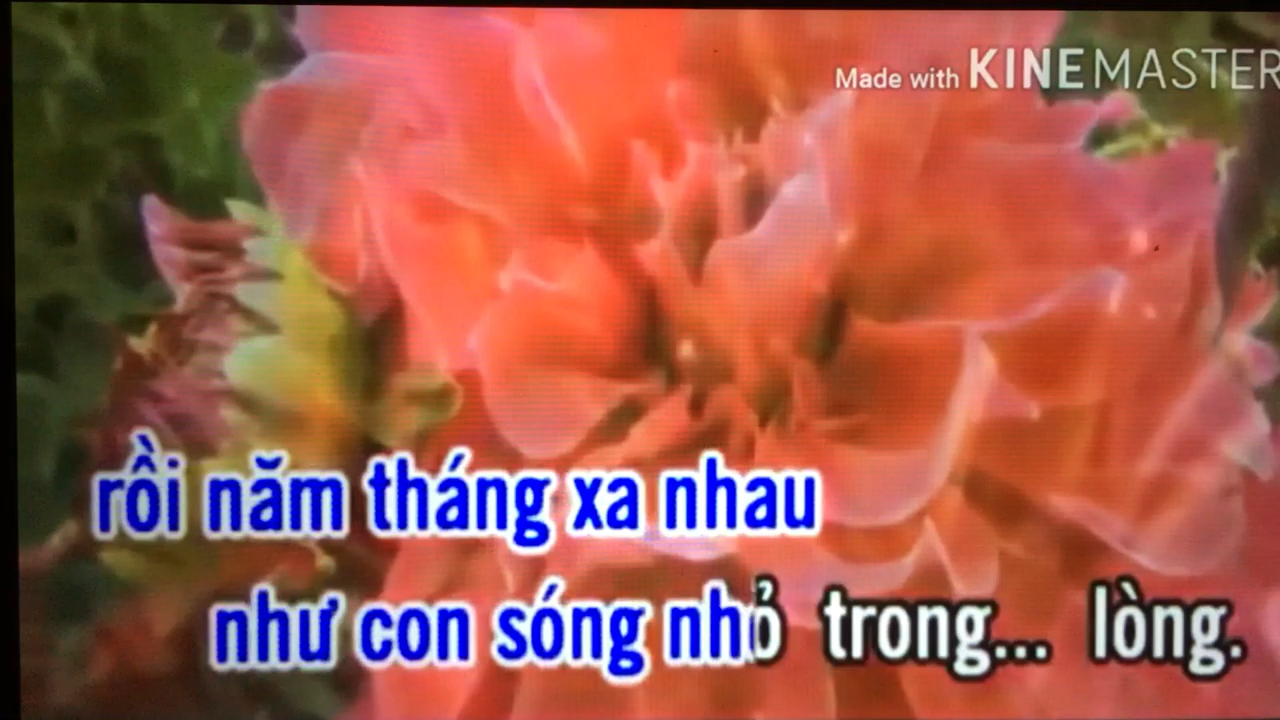 Made with KINEMASTER
rồi năm tháng xa nhau
như con sóng nhỏ trong... lòng.